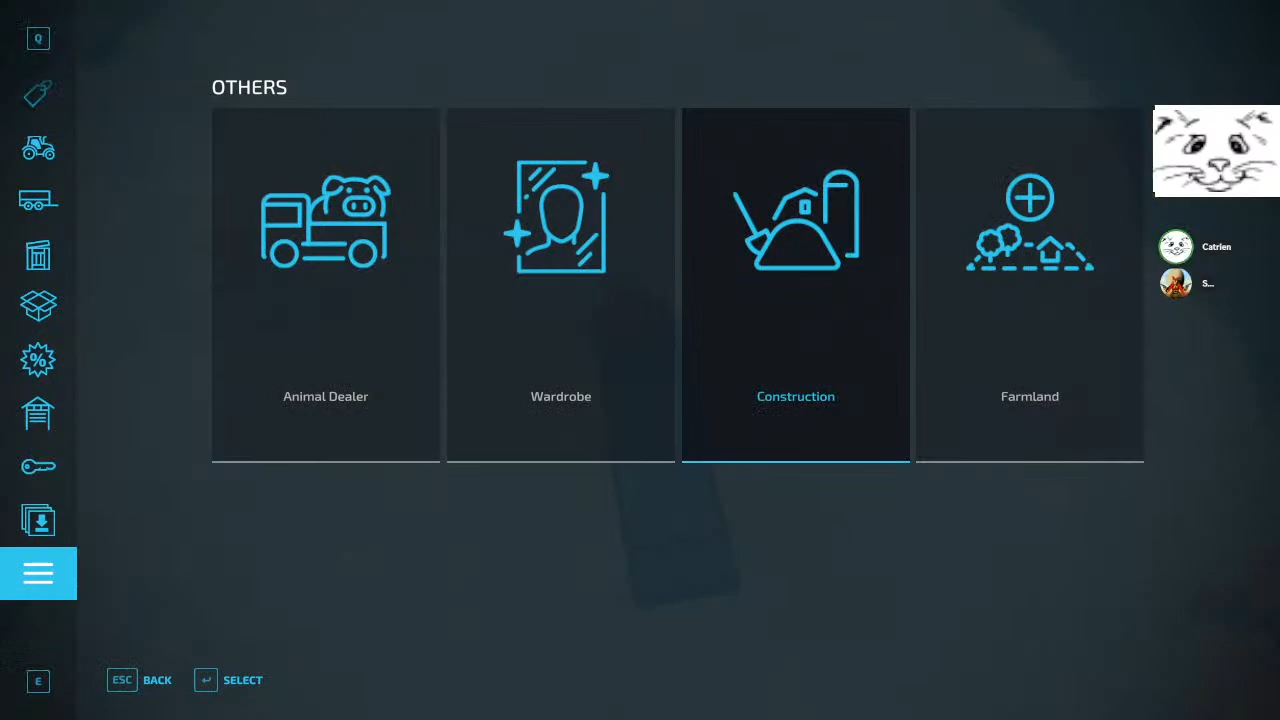 Q
OTHERS
Animal Dealer
Wardrobe
Construction
Farmland
Catrien
S...
%
E
ESC BACK
↵ SELECT